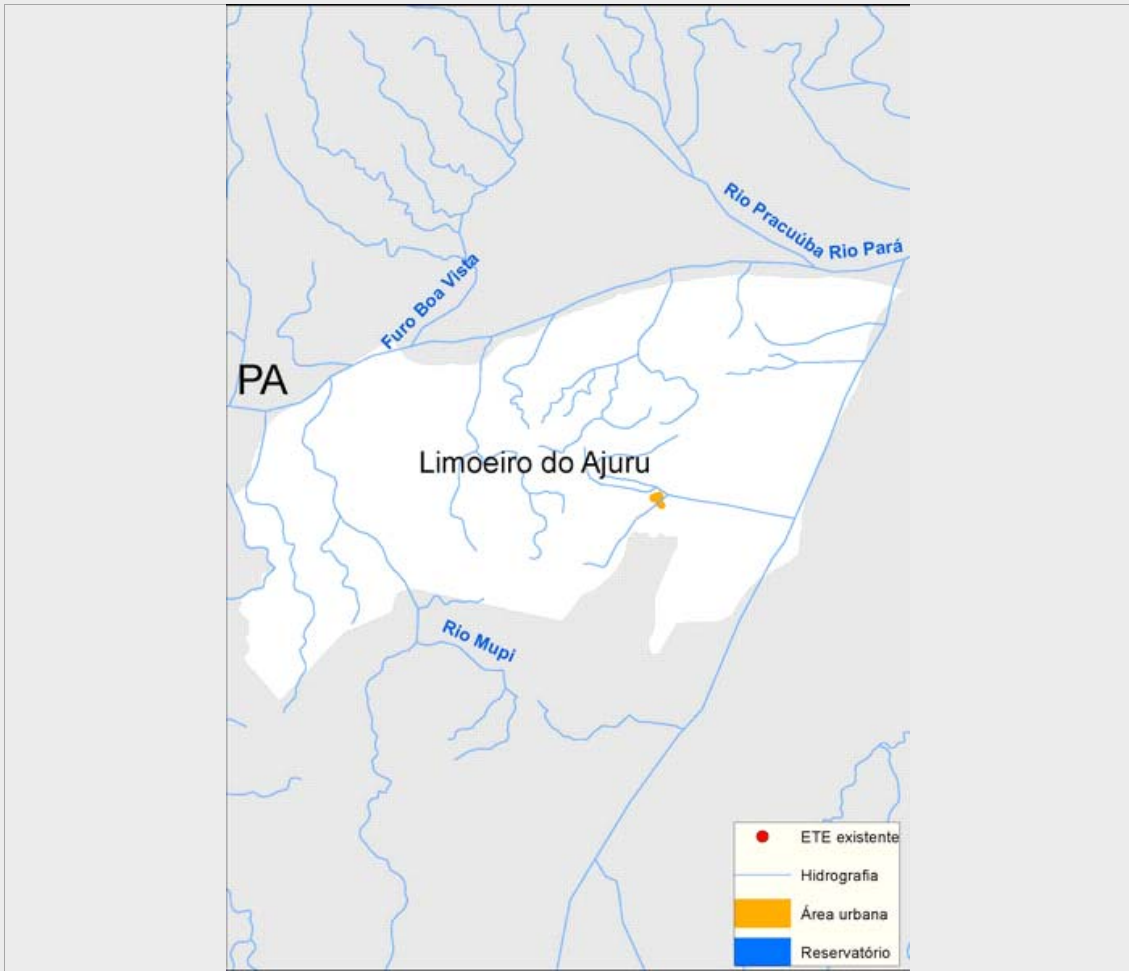 Rio Pracuúba
Rio Pará
Furo Boa Vista
PA
Limoeiro do Ajuru
Rio Mupi
ETE existente
Hidrografia
Área urbana
Reservatório